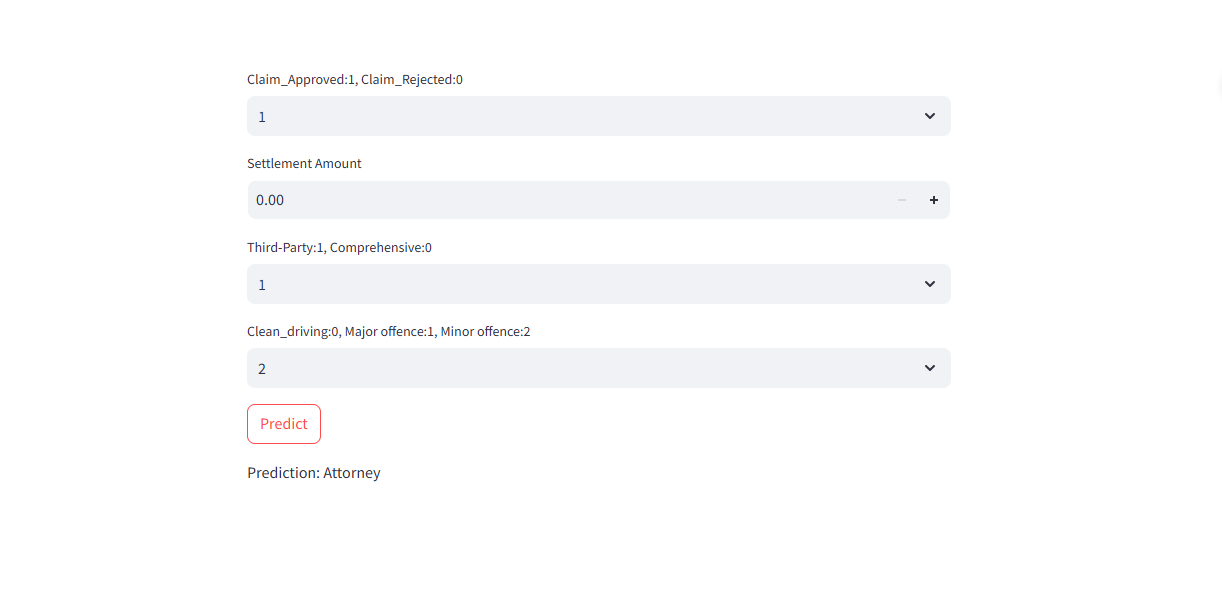 Claim_Approved:1, Claim_Rejected:0
1
Settlement Amount
0.00
Third-Party:1, Comprehensive:0
1
Clean_driving:0, Major offence:1, Minor offence:2
2
Predict
Prediction: Attorney